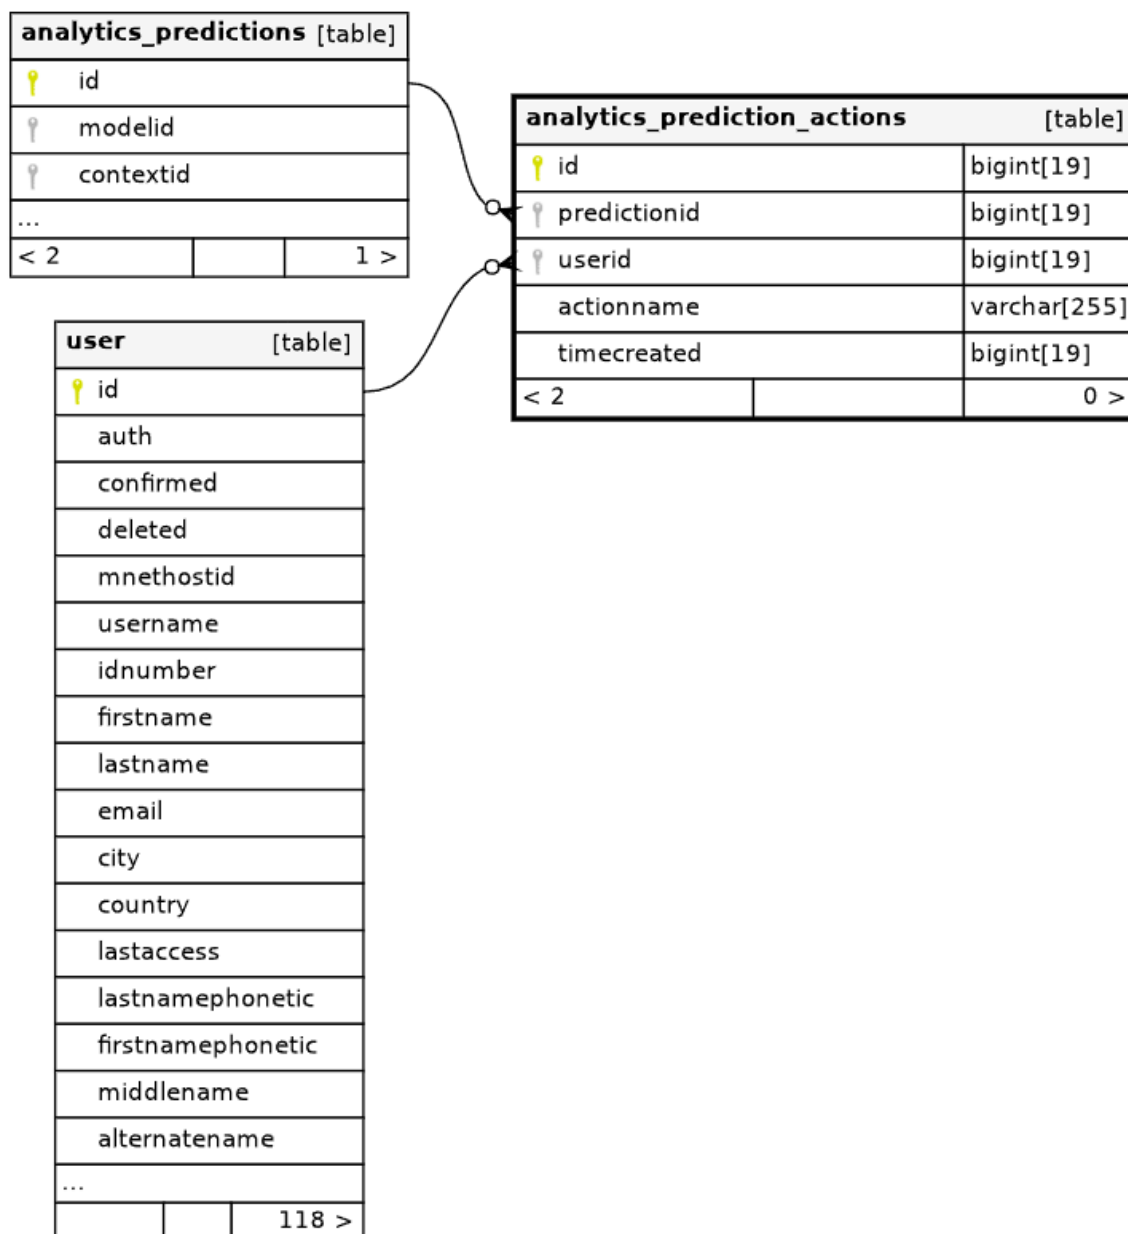 analytics_predictions [table]
id
modelid
contextid
...
< 2 1 >
analytics_prediction_actions [table]
id bigint[19]
predictionid bigint[19]
userid bigint[19]
actionname varchar[255]
timecreated bigint[19]
< 2 0 >
user [table]
id
auth
confirmed
deleted
mnethostid
username
idnumber
firstname
lastname
email
city
country
lastaccess
lastnamephonetic
firstnamephonetic
middlename
alternatename
...
118 >